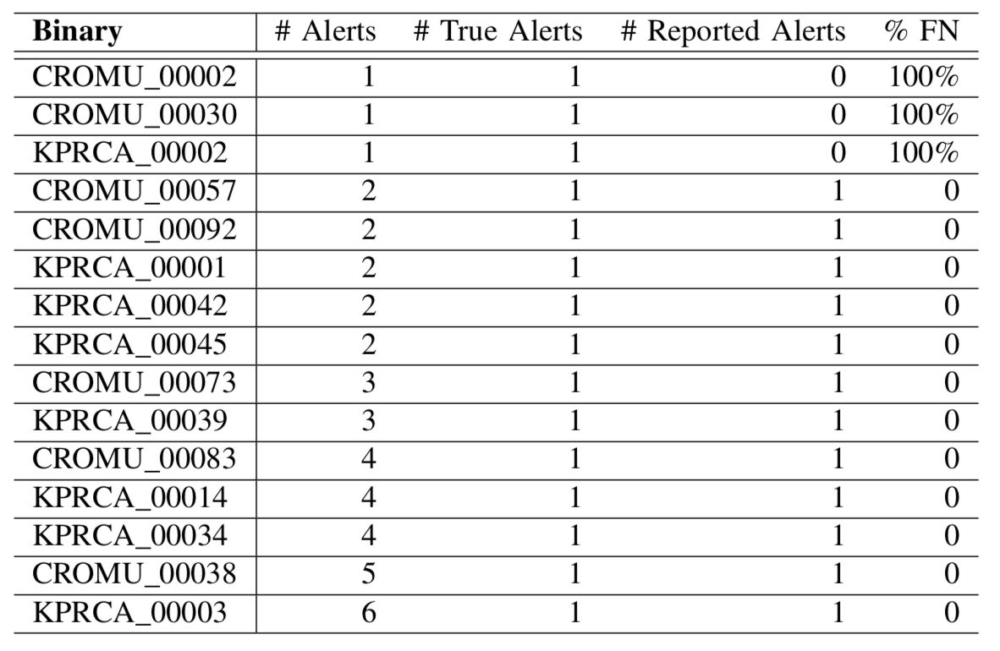 Binary # Alerts # True Alerts # Reported Alerts % FN
CROMU_00002 1 1 0 100%
CROMU_00030 1 1 0 100%
KPRCA_00002 1 1 0 100%
CROMU_00057 2 1 1 0
CROMU_00092 2 1 1 0
KPRCA_00001 2 1 1 0
KPRCA_00042 2 1 1 0
KPRCA_00045 2 1 1 0
CROMU_00073 3 1 1 0
KPRCA_00039 3 1 1 0
CROMU_00083 4 1 1 0
KPRCA_00014 4 1 1 0
KPRCA_00034 4 1 1 0
CROMU_00038 5 1 1 0
KPRCA_00003 6 1 1 0